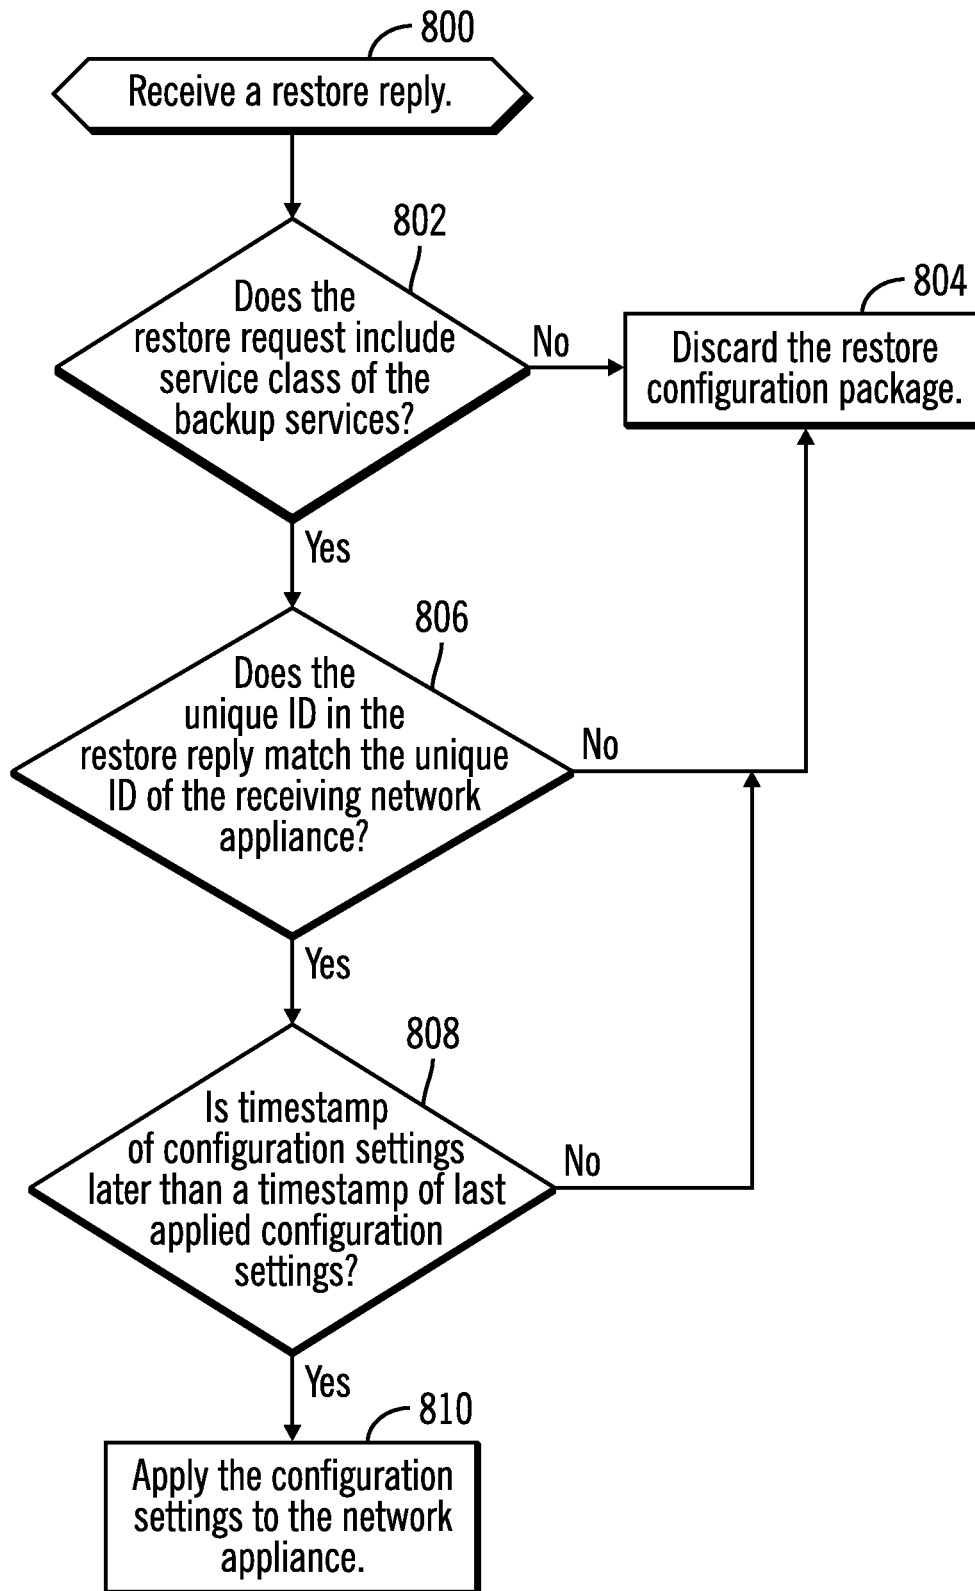 800
Receive a restore reply.
802
Does the
restore request include
service class of the
backup services?
No
804
Discard the restore
configuration package.
Yes
806
Does the
unique ID in the
restore reply match the unique
ID of the receiving network
appliance?
No
Yes
808
Is timestamp
of configuration settings
later than a timestamp of last
applied configuration
settings?
No
Yes
810
Apply the configuration
settings to the network
appliance.